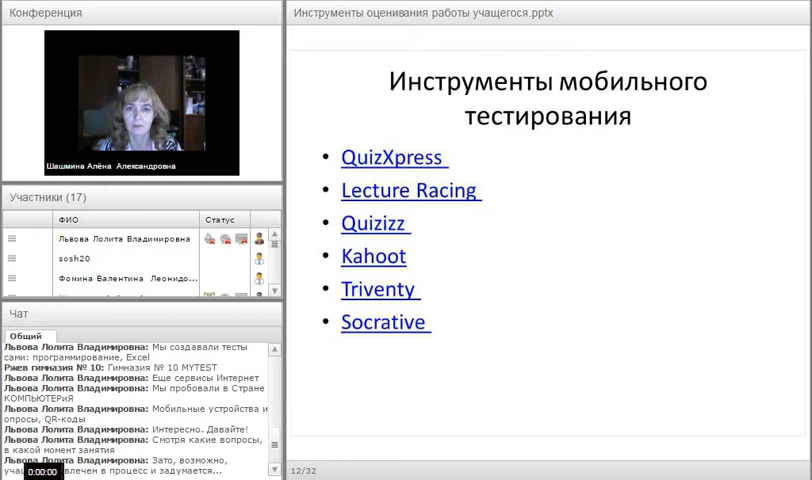 Конференция
Шашмина Алёна Александровна
Участники (17)
ФИО
Статус
Львова Лолита Владимировна
sosh20
Фомина Валентина Леонидо...
Чат
Общий
Львова Лолита Владимировна: Мы создавали тесты
сами: программирование, Excel
Ржев гимназия № 10: Гимназия № 10 MYTEST
Львова Лолита Владимировна: Еще сервисы Интернет
Львова Лолита Владимировна: Мы пробовали в Стране
КОМПЬЮТЕРиЯ
Львова Лолита Владимировна: Мобильные устройства и
опросы, QR-коды
Львова Лолита Владимировна: Интересно. Давайте!
Львова Лолита Владимировна: Смотря какие вопросы,
в какой момент занятия
Львова Лолита Владимировна: Зато, возможно,
влечен в процесс и задумается...
0:00:00
Инструменты оценивания работы учащегося.pptx
Инструменты мобильного
тестирования
• QuizXpress
• Lecture Racing
• Quizizz
• Kahoot
• Triventy
• Socrative
12/32